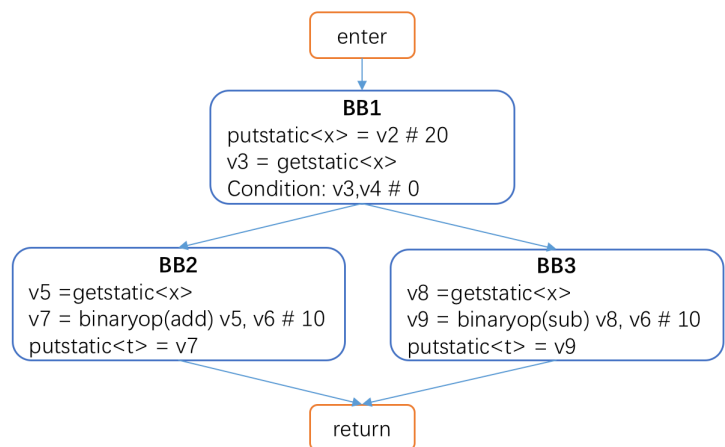 enter
BB1
putstatic<x> = v2 # 20
v3 = getstatic<x>
Condition: v3,v4 # 0
BB2
v5 =getstatic<x>
v7 = binaryop(add) v5, v6 # 10
putstatic<t> = v7
BB3
v8 =getstatic<x>
v9 = binaryop(sub) v8, v6 # 10
putstatic<t> = v9
return